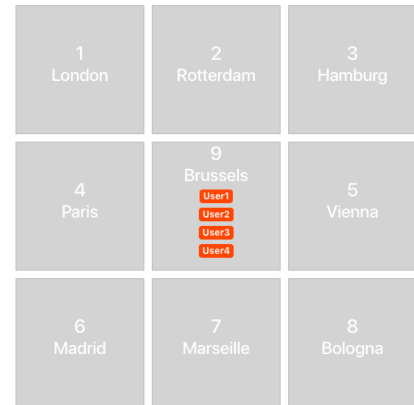 1
London
2
Rotterdam
3
Hamburg
4
Paris
9
Brussels
User1
User2
User3
User4
5
Vienna
6
Madrid
7
Marseille
8
Bologna